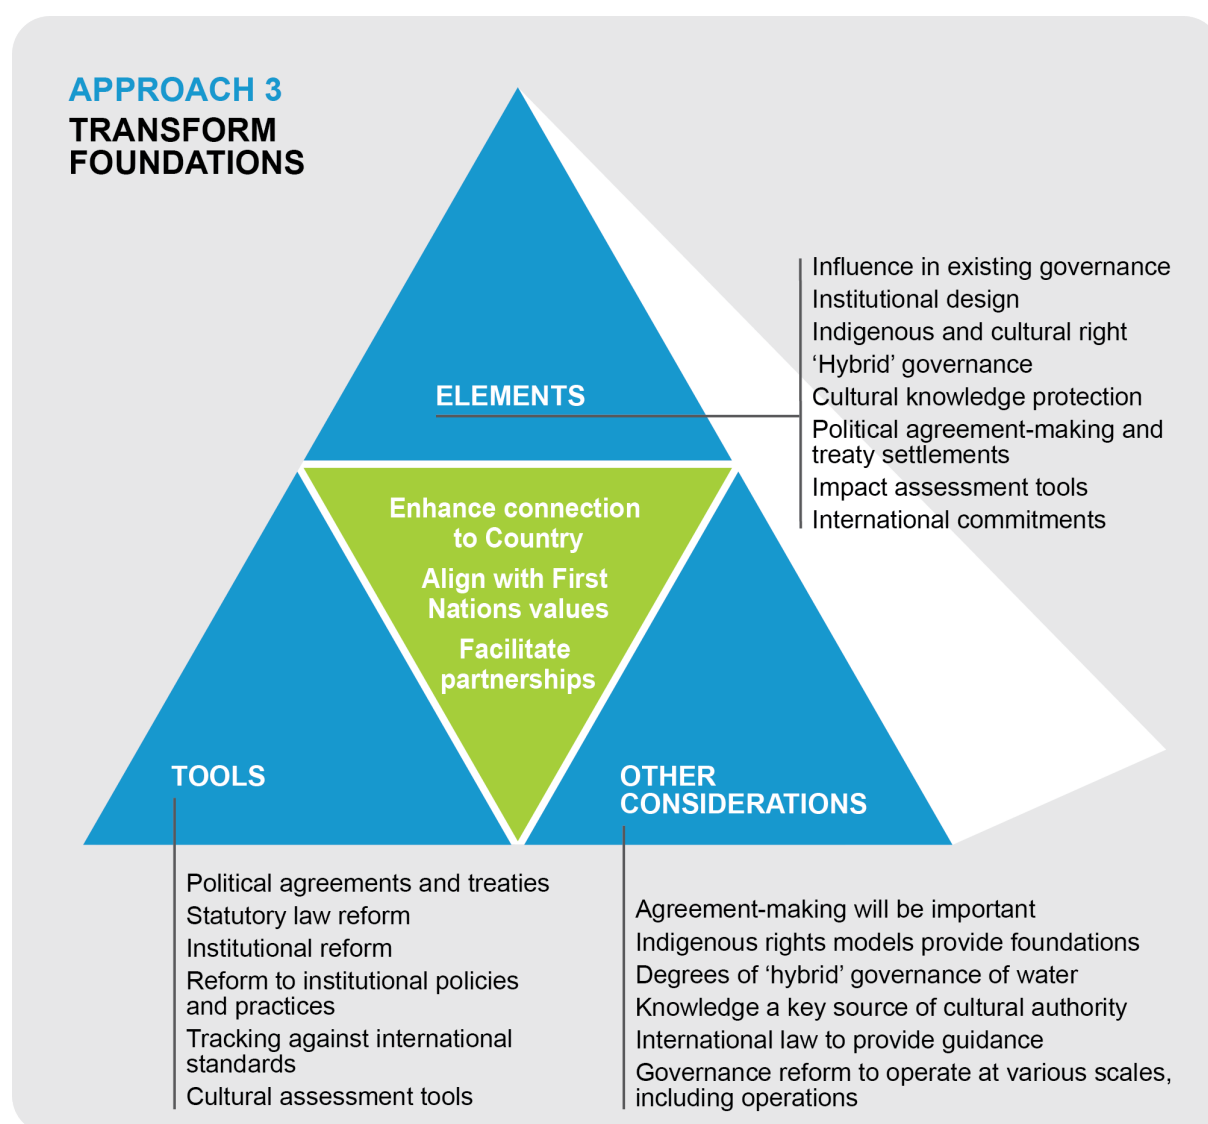 APPROACH 3
TRANSFORM
FOUNDATIONS
Influence in existing governance
Institutional design
Indigenous and cultural right
‘Hybrid’ governance
Cultural knowledge protection
Political agreement-making and
treaty settlements
Impact assessment tools
International commitments
ELEMENTS
Enhance connection
to Country
Align with First
Nations values
Facilitate
partnerships
TOOLS
Political agreements and treaties
Statutory law reform
Institutional reform
Reform to institutional policies
and practices
Tracking against international
standards
Cultural assessment tools
OTHER
CONSIDERATIONS
Agreement-making will be important
Indigenous rights models provide foundations
Degrees of ‘hybrid’ governance of water
Knowledge a key source of cultural authority
International law to provide guidance
Governance reform to operate at various scales,
including operations